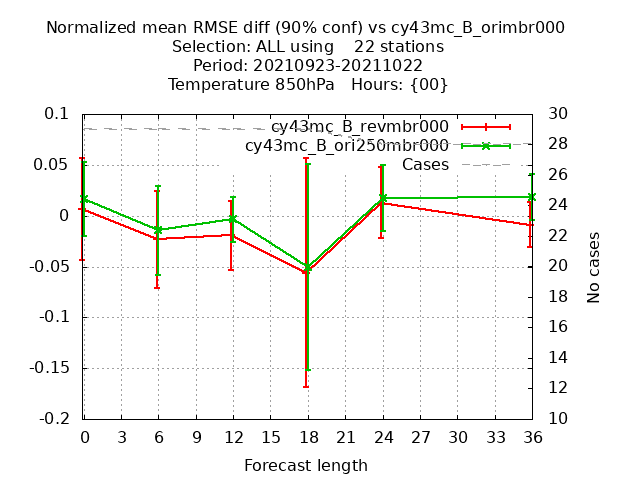 Normalized mean RMSE diff (90% conf) vs cy43mc_B_orimbr000
Selection: ALL using    22 stations
Period: 20210923-20211022
Temperature 850hPa   Hours: {00}
cy43mc_B_revmbr000
cy43mc_B_ori250mbr000
Cases
0.1
0.05
0
-0.05
-0.1
-0.15
-0.2
30
28
26
24
22
20
18
16
14
12
10
No cases
0 3 6 9 12 15 18 21 24 27 30 33 36
Forecast length